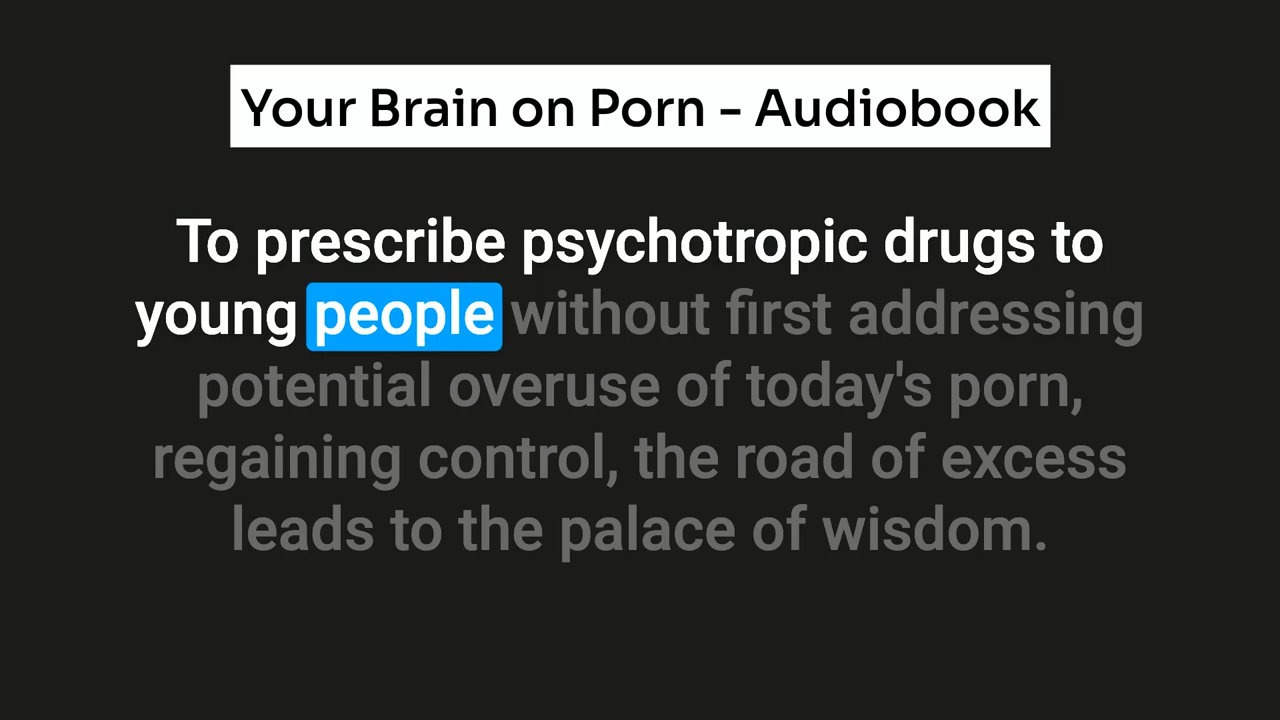 Your Brain on Porn - Audiobook
To prescribe psychotropic drugs to
young people without first addressing
potential overuse of today's porn,
regaining control, the road of excess
leads to the palace of wisdom.